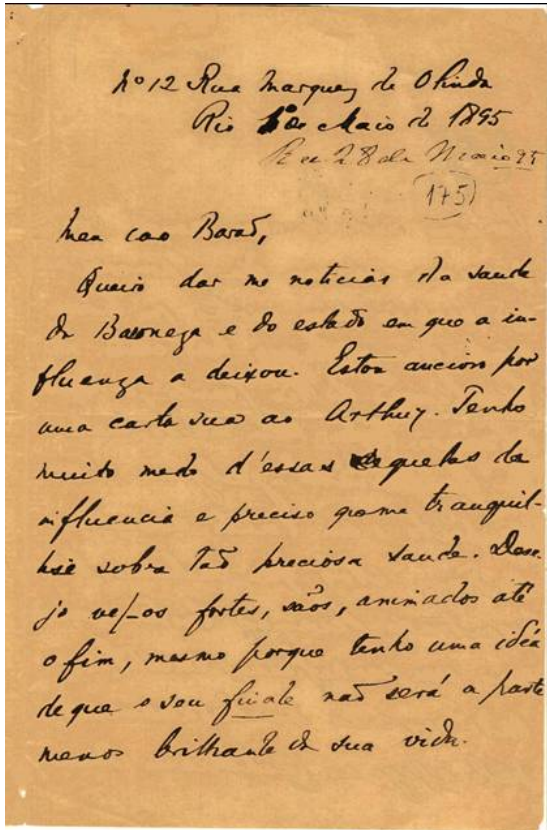 Nº 12 Rua Marquez de Olinda
Rio 1º de Maio de 1895
Rec 28 de Maio 95
(175)
Meu caro Barão,
Queira dar me noticias da saude
da Baroneza e do estado em que a in-
fluenza a deixou. Estou ancioso por
uma carta sua ao Arthur. Tenho
muito medo d'essas sequelas da
influencia e preciso que me tranquil-
lise sobre tão preciosa saude. Dese-
jo vel-os fortes, sãos, animados até
o fim, mesmo porque tenho uma idéa
de que o seu finale não será a parte
menos brilhante da sua vida.